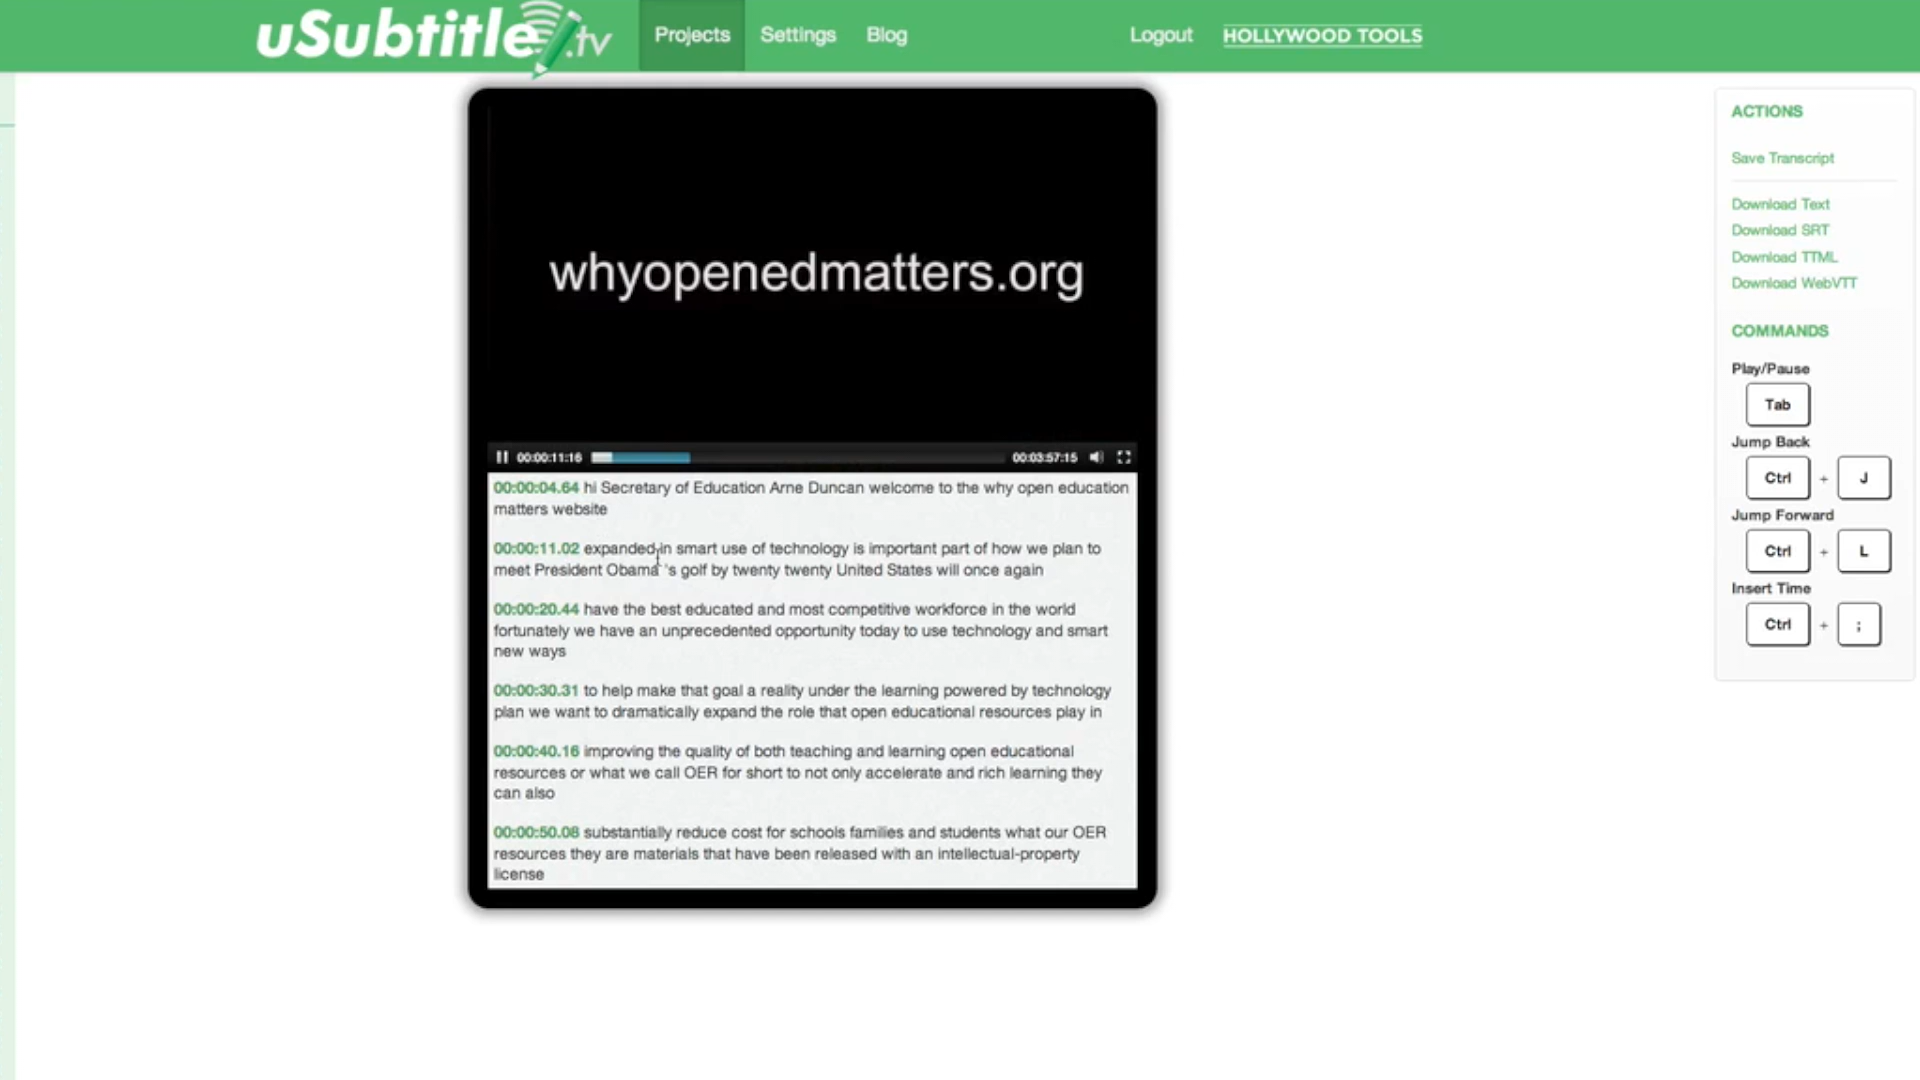 uSubtitle.tv
Projects
Settings
Blog
Logout
HOLLYWOOD TOOLS
whyopenedmatters.org
00:00:11:16
00:03:57:15
00:00:04.64 hi Secretary of Education Arne Duncan welcome to the why open education
matters website
00:00:11.02 expanded in smart use of technology is important part of how we plan to
meet President Obama 's golf by twenty twenty United States will once again
00:00:20.44 have the best educated and most competitive workforce in the world
fortunately we have an unprecedented opportunity today to use technology and smart
new ways
00:00:30.31 to help make that goal a reality under the learning powered by technology
plan we want to dramatically expand the role that open educational resources play in
00:00:40.16 improving the quality of both teaching and learning open educational
resources or what we call OER for short to not only accelerate and rich learning they
can also
00:00:50.08 substantially reduce cost for schools families and students what our OER
resources they are materials that have been released with an intellectual-property
license
ACTIONS
Save Transcript
Download Text
Download SRT
Download TTML
Download WebVTT
COMMANDS
Play/Pause
Tab
Jump Back
Ctrl + J
Jump Forward
Ctrl + L
Insert Time
Ctrl + ;